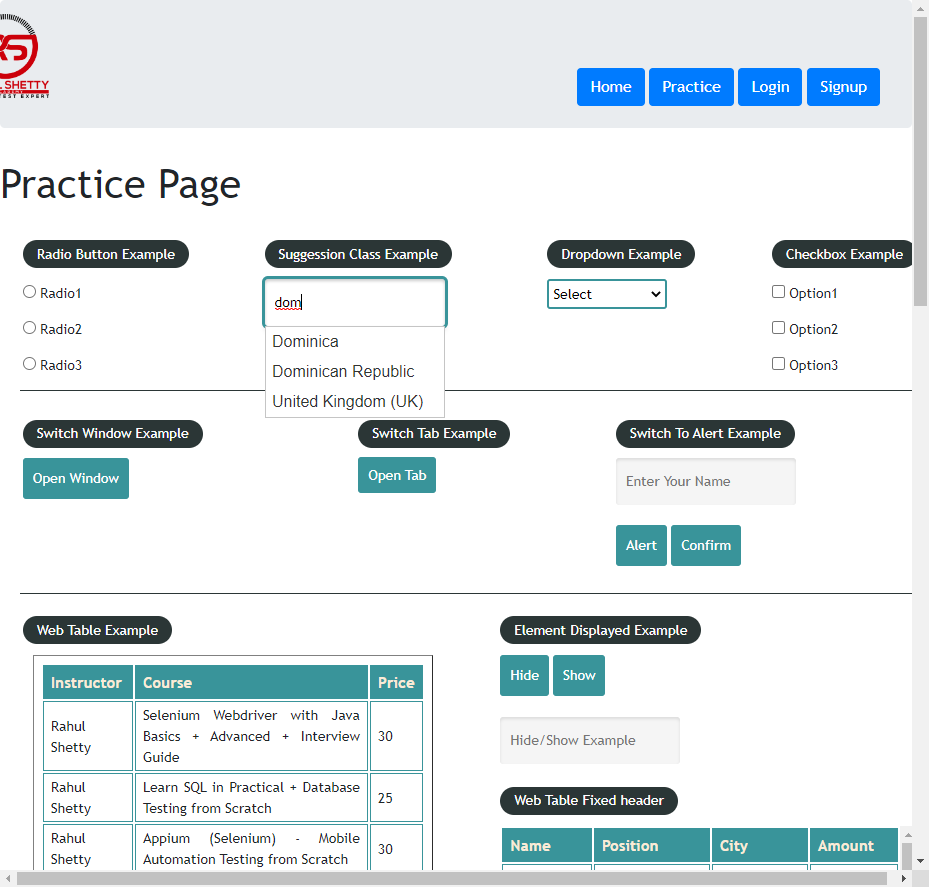 L SHETTY
Home Practice Login Signup
Practice Page
Radio Button Example
Radio1
Radio2
Radio3
Suggession Class Example
dom
Dominica
Dominican Republic
United Kingdom (UK)
Dropdown Example
Select
Checkbox Example
Option1
Option2
Option3
Switch Window Example
Open Window
Switch Tab Example
Open Tab
Switch To Alert Example
Enter Your Name
Alert Confirm
Web Table Example
Instructor Course Price
Rahul Shetty Selenium Webdriver with Java
Basics + Advanced + Interview
Guide 30
Rahul Shetty Learn SQL in Practical + Database
Testing from Scratch 25
Rahul Shetty Appium (Selenium) - Mobile
Automation Testing from Scratch 30
Element Displayed Example
Hide Show
Hide/Show Example
Web Table Fixed header
Name Position City Amount